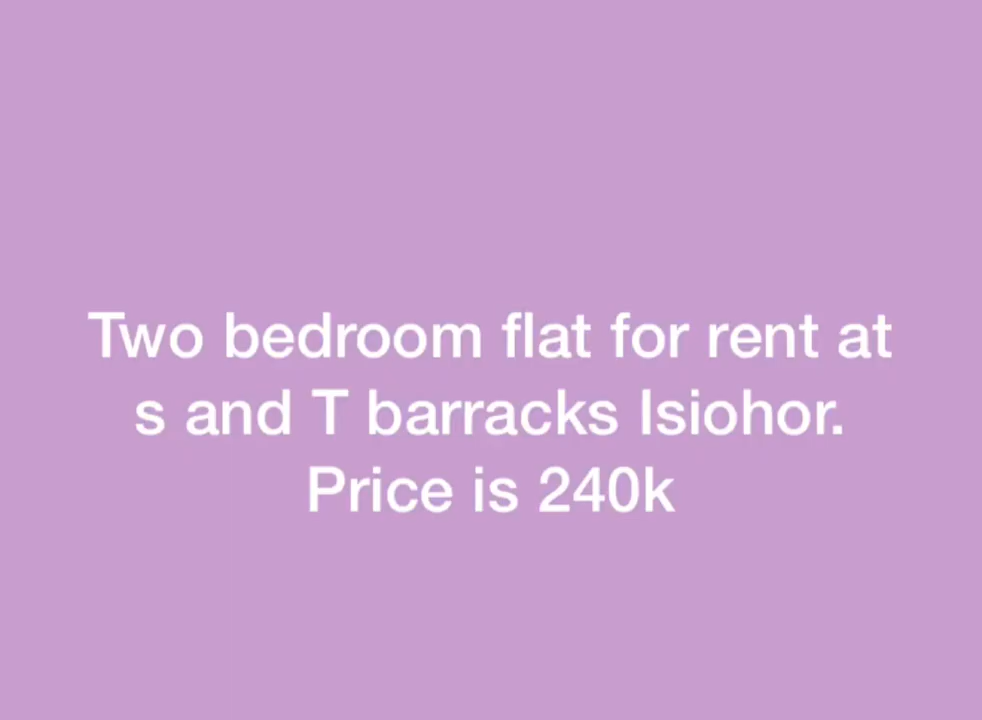 Two bedroom flat for rent at
s and T barracks Isiohor.
Price is 240k